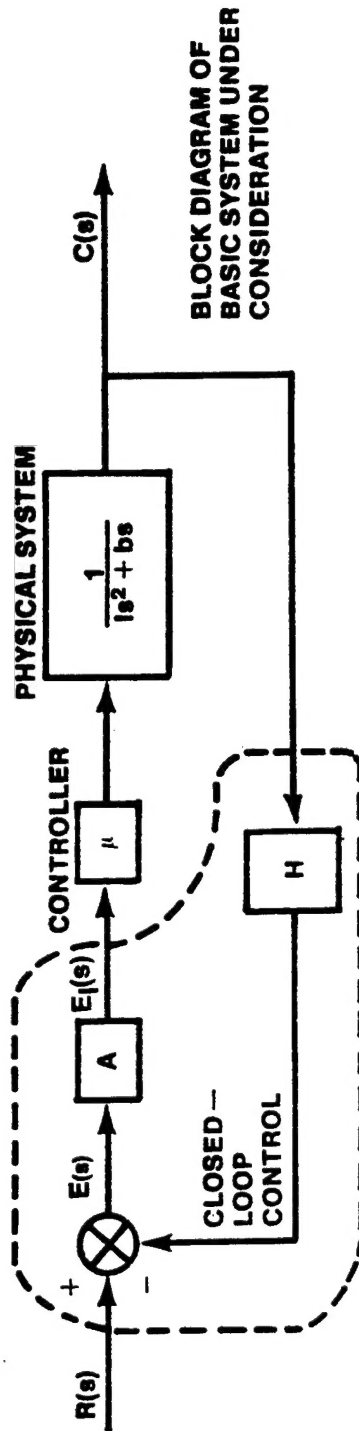 R(s)
+
−
E(s)
A
E₁(s)
CONTROLLER
μ
PHYSICAL SYSTEM
1
Is² + bs
C(s)
CLOSED—
LOOP
CONTROL
H
BLOCK DIAGRAM OF
BASIC SYSTEM UNDER
CONSIDERATION